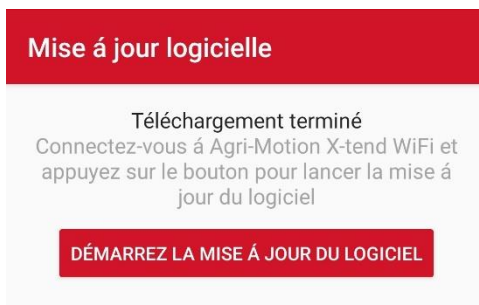 Mise á jour logicielle
Téléchargement terminé
Connectez-vous á Agri-Motion X-tend WiFi et
appuyez sur le bouton pour lancer la mise á
jour du logiciel
DÉMARREZ LA MISE Á JOUR DU LOGICIEL